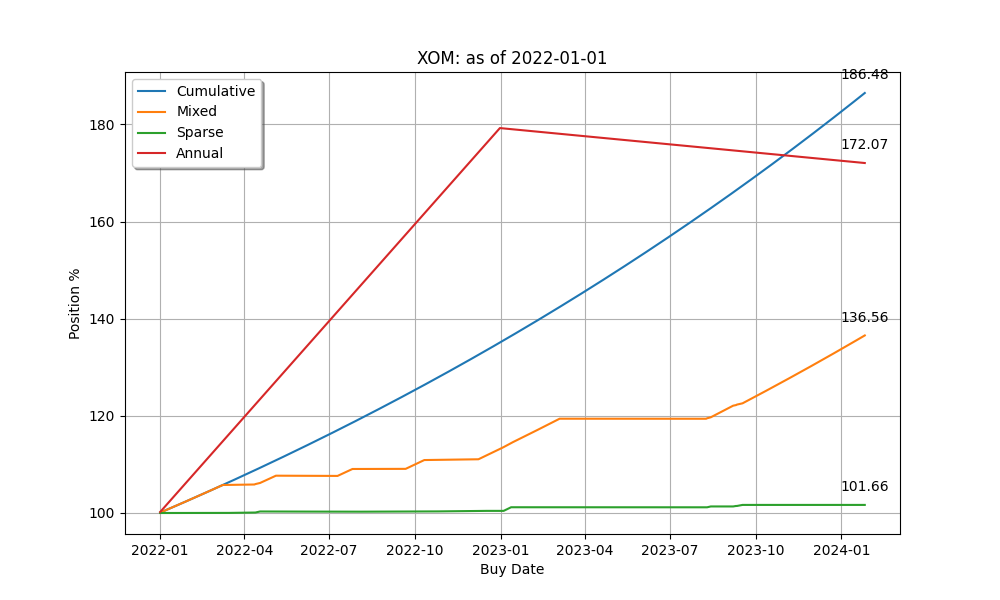 XOM: as of 2022-01-01
186.48
Cumulative
Mixed
Sparse
Annual
172.07
136.56
101.66
180
160
140
120
100
Position %
2022-01 2022-04 2022-07 2022-10 2023-01 2023-04 2023-07 2023-10 2024-01
Buy Date